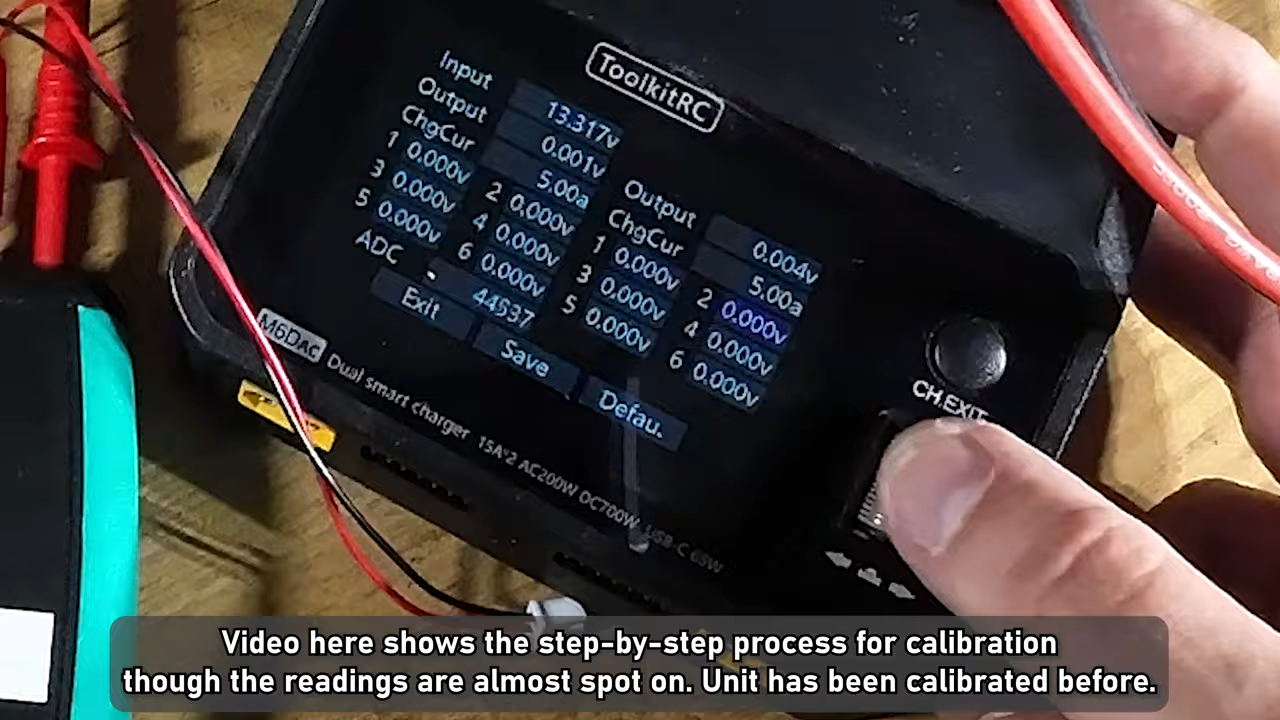 ToolkitRC
Input 13.317v
Output 0.001v
ChgCur 5.00a
1 0.000v 2 0.000v
3 0.000v 4 0.000v
5 0.000v 6 0.000v
ADC - 44537
Output 0.004v
ChgCur 5.00a
1 0.000v 2 0.000v
3 0.000v 4 0.000v
5 0.000v 6 0.000v
Exit Save Defau.
CH.EXIT
M6DAC Dual smart charger 15A*2 AC200W DC700W USB-C 65W
Video here shows the step-by-step process for calibration
though the readings are almost spot on. Unit has been calibrated before.